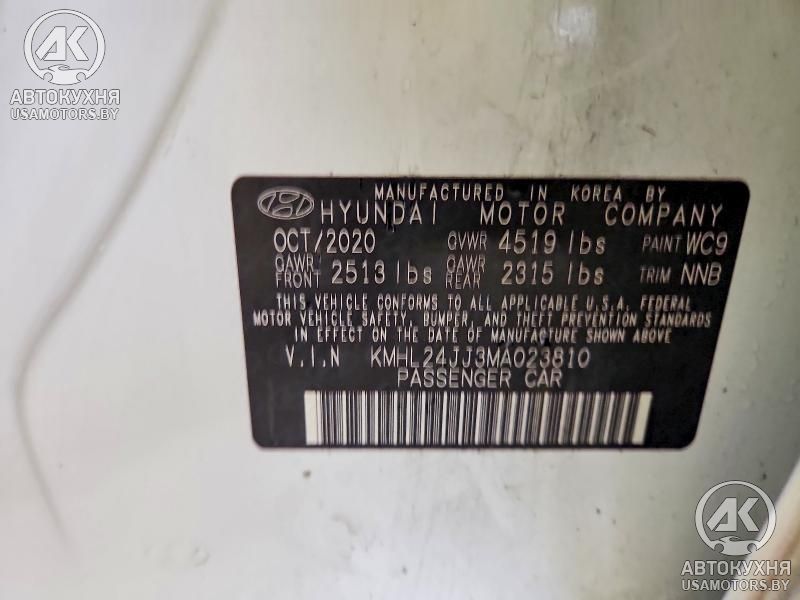 AK
АВТОКУХНЯ
USAMOTORS.BY
MANUFACTURED IN KOREA BY
HYUNDAI MOTOR COMPANY
OCT/2020 GVWR 4519 lbs PAINT WC9
GAWR FRONT 2513 lbs GAWR REAR 2315 lbs TRIM NNB
THIS VEHICLE CONFORMS TO ALL APPLICABLE U.S.A. FEDERAL
MOTOR VEHICLE SAFETY, BUMPER, AND THEFT PREVENTION STANDARDS
IN EFFECT ON THE DATE OF MANUFACTURE SHOWN ABOVE
V.I.N KMHL24JJ3MA023810
PASSENGER CAR
AK
АВТОКУХНЯ
USAMOTORS.BY